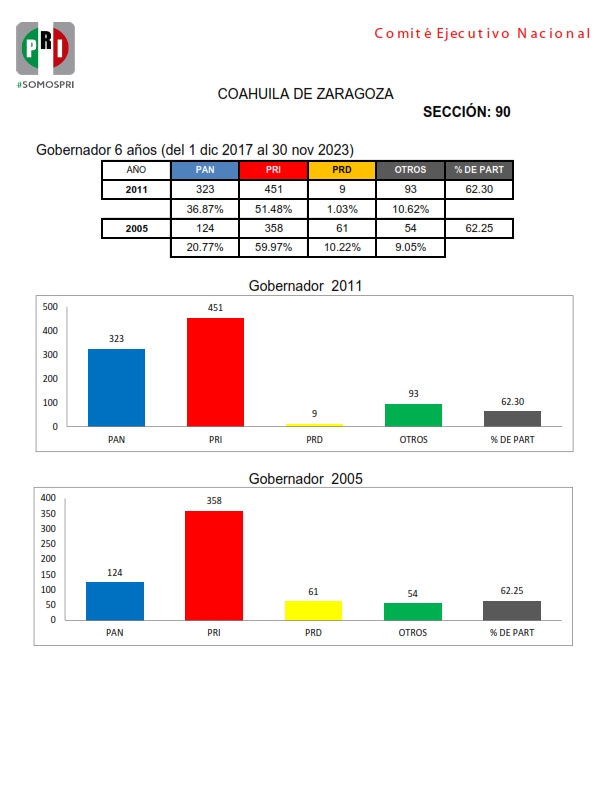 Comité Ejecutivo Nacional
PRI
#SOMOSPRI
COAHUILA DE ZARAGOZA
SECCIÓN: 90
Gobernador 6 años (del 1 dic 2017 al 30 nov 2023)
AÑO PAN PRI PRD OTROS % DE PART
2011 323 451 9 93 62.30
36.87% 51.48% 1.03% 10.62%
2005 124 358 61 54 62.25
20.77% 59.97% 10.22% 9.05%
Gobernador 2011
500
400
300
200
100
0
323
451
9
93
62.30
PAN PRI PRD OTROS % DE PART
Gobernador 2005
400
350
300
250
200
150
100
50
0
124
358
61
54
62.25
PAN PRI PRD OTROS % DE PART